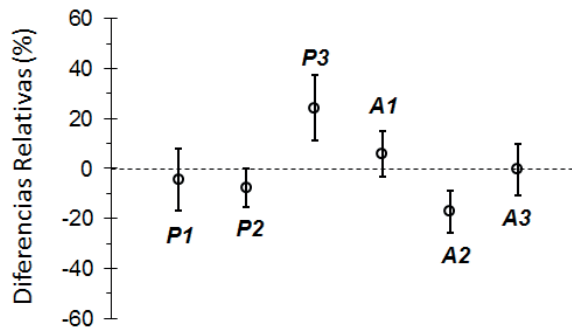 Diferencias Relativas (%)
60
40
20
0
-20
-40
-60
P1
P2
P3
A1
A2
A3